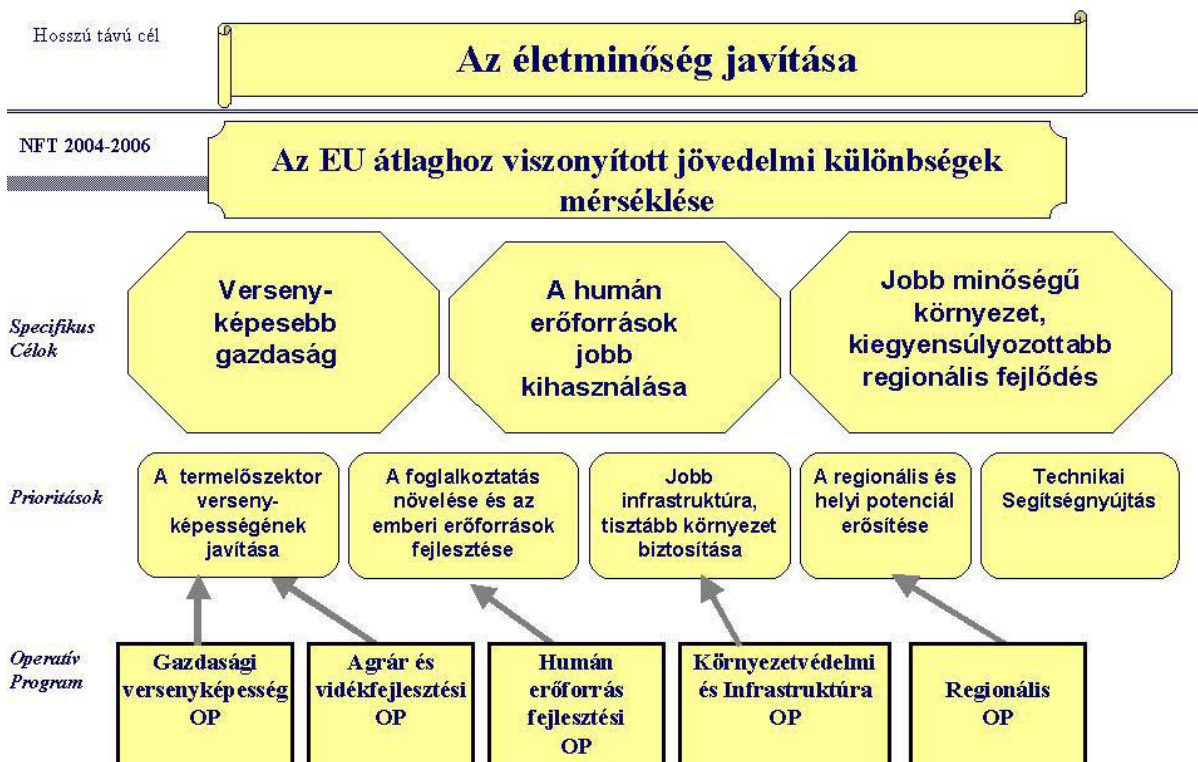 Hosszú távú cél
Az életminőség javítása
NFT 2004-2006
Az EU átlaghoz viszonyított jövedelmi különbségek
mérséklése
Specifikus
Célok
Verseny-
képesebb
gazdaság
A humán
erőforrások
jobb
kihasználása
Jobb minőségű
környezet,
kiegyensúlyozottabb
regionális fejlődés
Prioritások
A termelőszektor
verseny-
képességének
javítása
A foglalkoztatás
növelése és az
emberi erőforrások
fejlesztése
Jobb
infrastruktúra,
tisztább környezet
biztosítása
A regionális és
helyi potenciál
erősítése
Technikai
Segítségnyújtás
Operatív
Program
Gazdasági
versenyképesség
OP
Agrár és
vidékfejlesztési
OP
Humán
erőforrás
fejlesztési
OP
Környezetvédelmi
és Infrastruktúra
OP
Regionális
OP